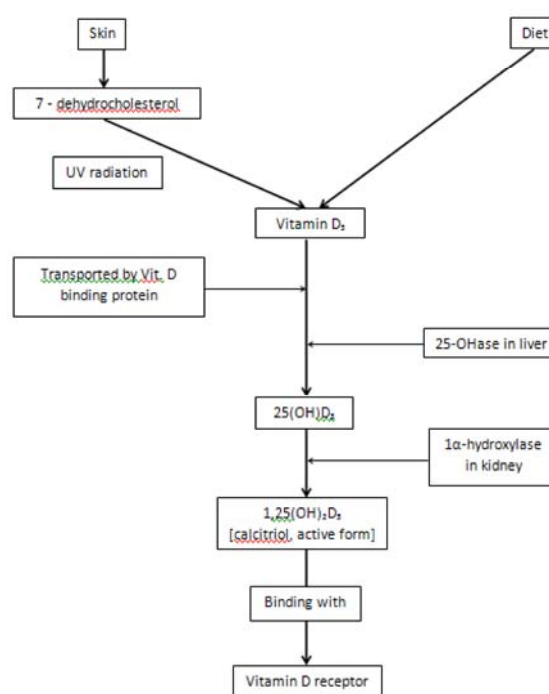 Skin
Diet
7 - dehydrocholesterol
UV radiation
Vitamin D₃
Transported by Vit. D
binding protein
25-OHase in liver
25(OH)D₃
1α-hydroxylase
in kidney
1,25(OH)₂D₃
[calcitriol, active form]
Binding with
Vitamin D receptor